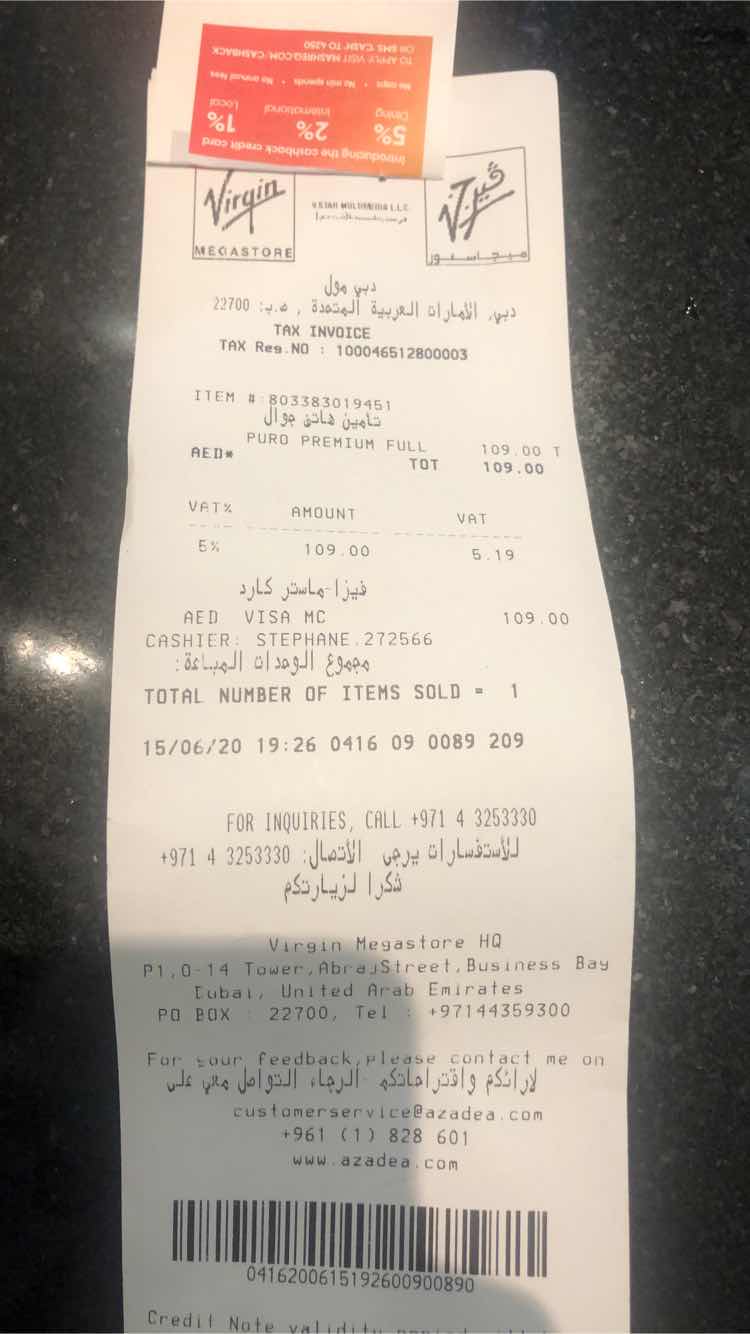 Introducing the cashback credit card
5% 2% 1%
Dining International Local
No caps • No min spends • No annual fees
TO APPLY, VISIT MASHREQ.COM/CASHBACK
OR SMS 'CASH' TO 4250
Virgin
MEGASTORE
V.STAR MULTIMEDIA L.L.C.
ڤيرجن
ميجاستور
دبي مول
دبي, الأمارات العربية المتحدة , ص.ب: 22700
TAX INVOICE
TAX Reg.NO : 100046512800003
ITEM #:803383019451
تامين هاتف جوال
PURO PREMIUM FULL 109.00 T
AED* TOT 109.00
VAT% AMOUNT VAT
5% 109.00 5.19
فيزا-ماستر كارد
AED VISA MC 109.00
CASHIER: STEPHANE.272566
مجموع الوحدات المباعة:
TOTAL NUMBER OF ITEMS SOLD = 1
15/06/20 19:26 0416 09 0089 209
FOR INQUIRIES, CALL +971 4 3253330
للأستفسارات يرجى الأتصال: 3253330 4 971+
شكرا لزيارتكم
Virgin Megastore HQ
P1,O-14 Tower,AbrajStreet,Business Bay
Dubai, United Arab Emirates
PO BOX : 22700, Tel : +97144359300
For your feedback,please contact me on
لارائكم واقتراحاتكم -الرجاء التواصل معي على
customerservice@azadea.com
+961 (1) 828 601
www.azadea.com
0416200615192600900890
Credit Note validity period